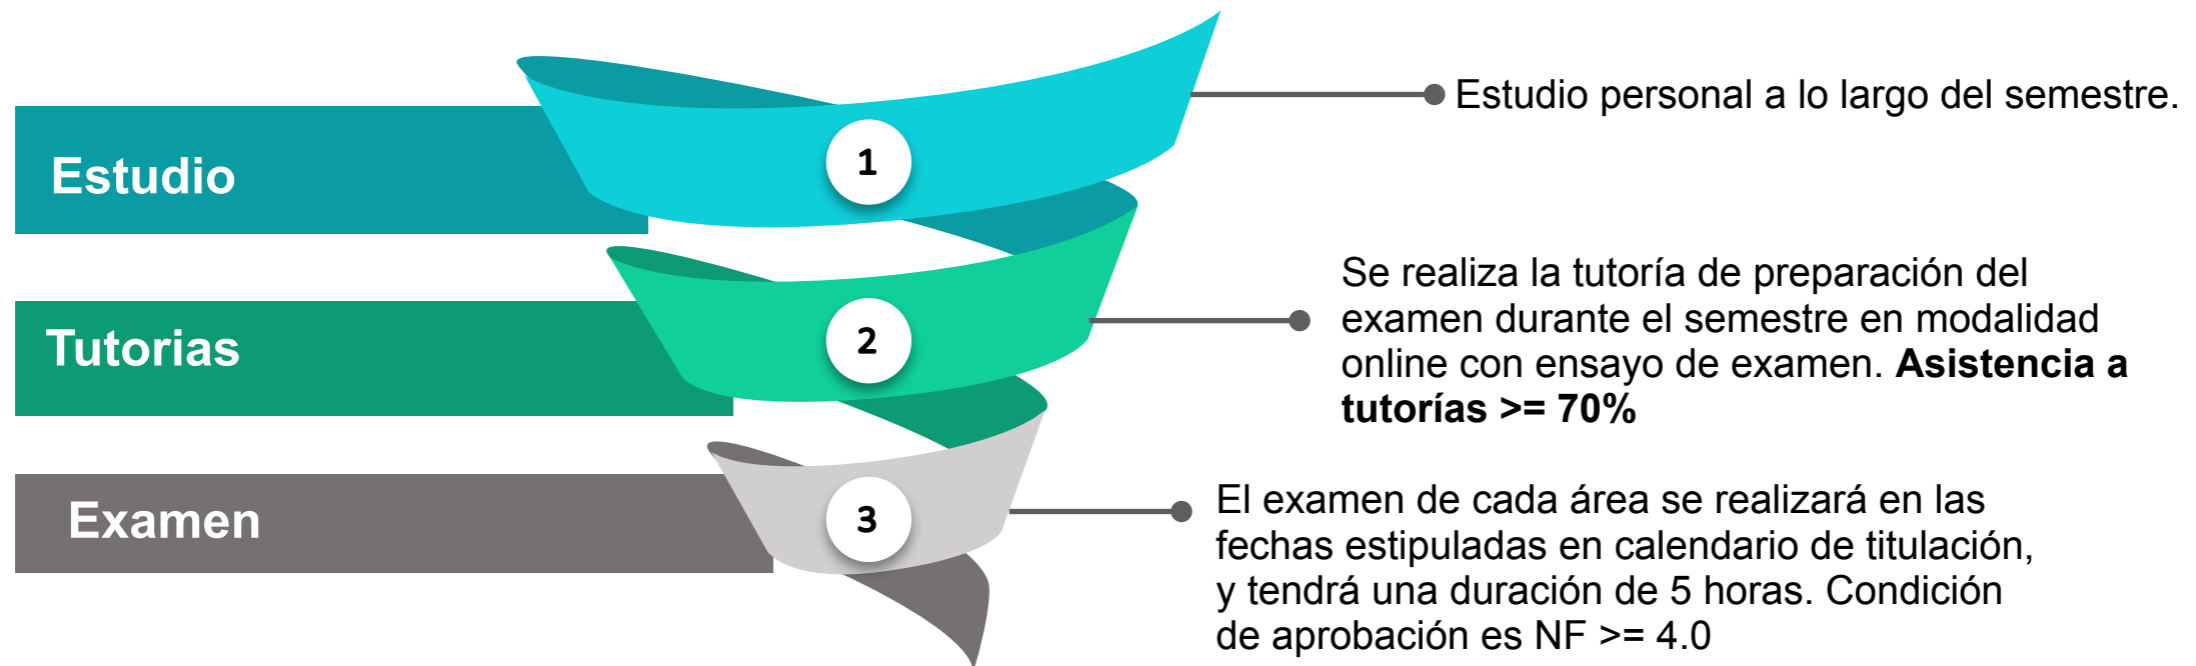 Estudio
1
Estudio personal a lo largo del semestre.
Tutorias
2
Se realiza la tutoría de preparación del
examen durante el semestre en modalidad
online con ensayo de examen. Asistencia a
tutorías >= 70%
Examen
3
El examen de cada área se realizará en las
fechas estipuladas en calendario de titulación,
y tendrá una duración de 5 horas. Condición
de aprobación es NF >= 4.0